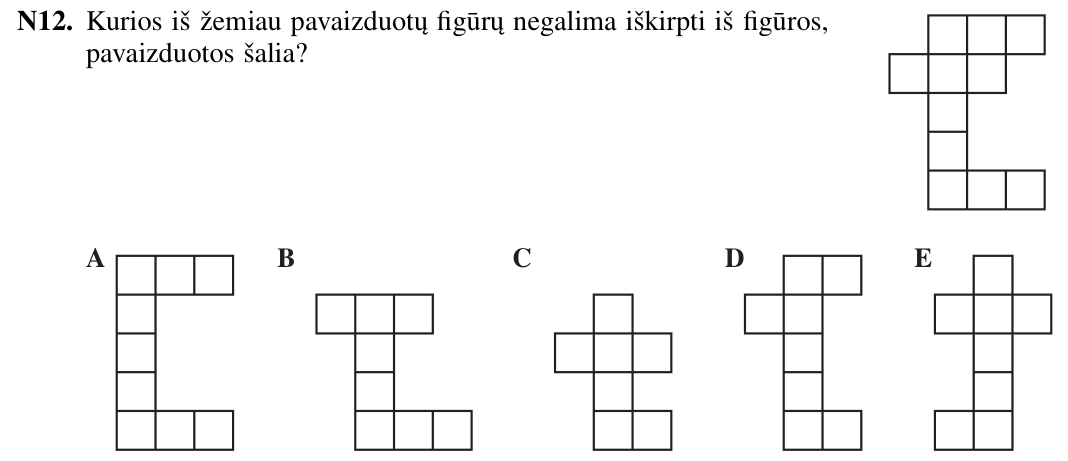 N12. Kurios iš žemiau pavaizduotų figūrų negalima iškirpti iš figūros,
pavaizduotos šalia?
A B C D E